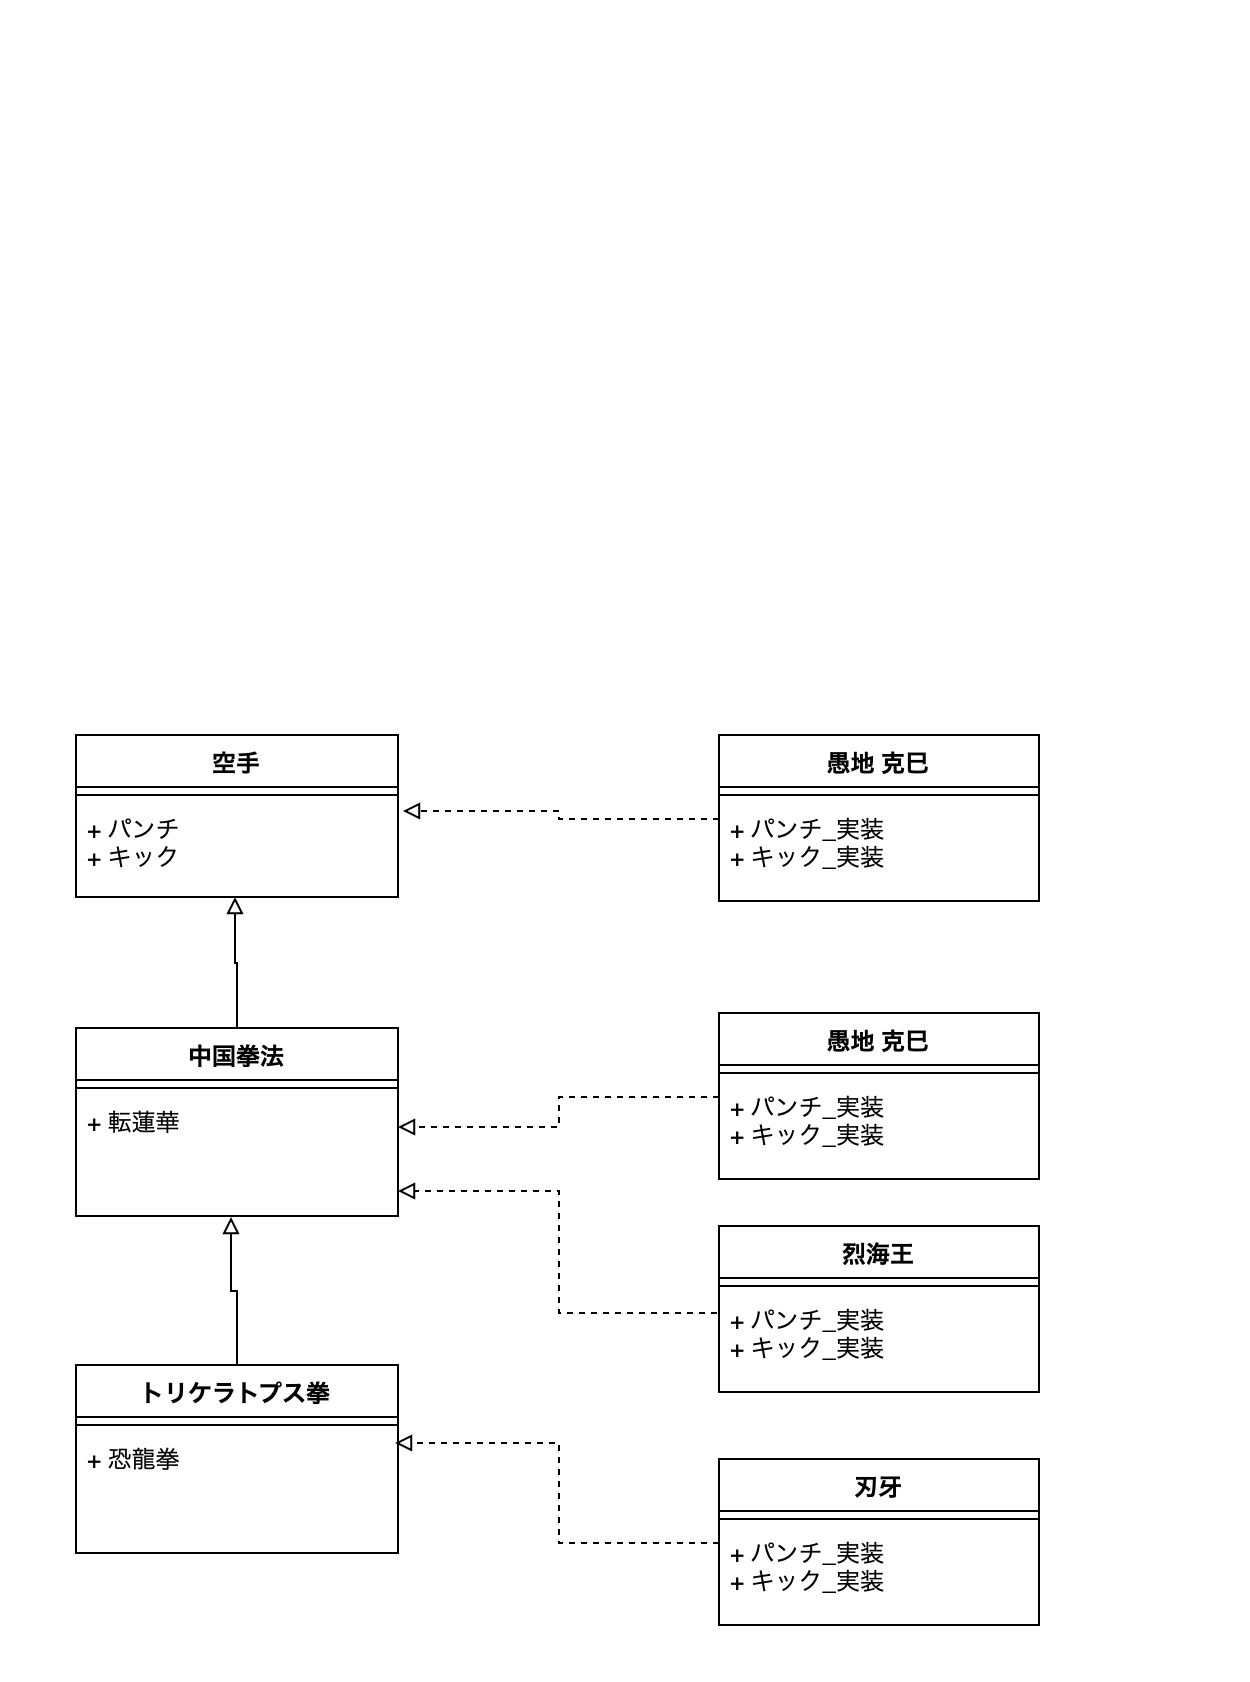 空手
+ パンチ
+ キック
愚地 克巳
+ パンチ_実装
+ キック_実装
中国拳法
+ 転蓮華
愚地 克巳
+ パンチ_実装
+ キック_実装
烈海王
+ パンチ_実装
+ キック_実装
トリケラトプス拳
+ 恐龍拳
刃牙
+ パンチ_実装
+ キック_実装